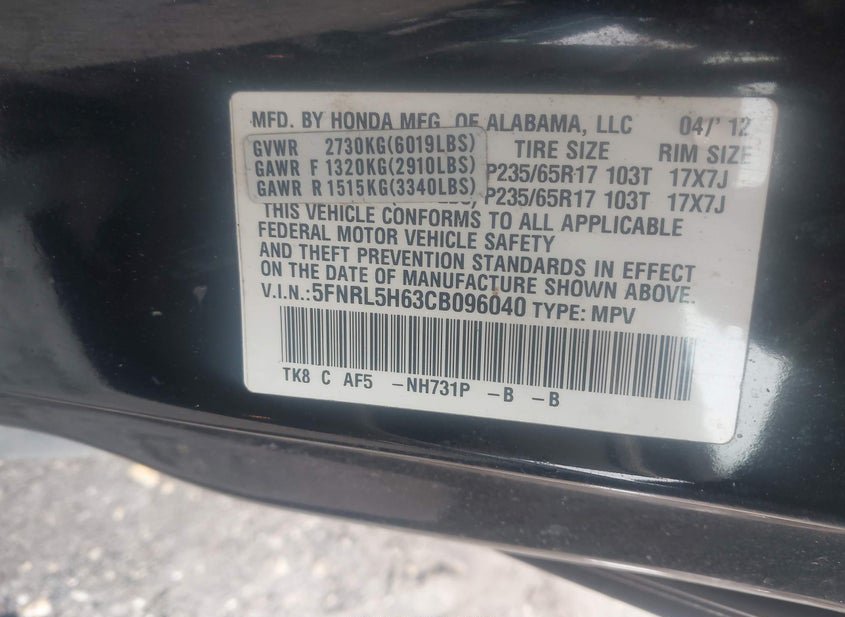 MFD. BY HONDA MFG. OF ALABAMA, LLC 04/' 12
GVWR 2730KG(6019LBS) TIRE SIZE RIM SIZE
GAWR F 1320KG(2910LBS) P235/65R17 103T 17X7J
GAWR R 1515KG(3340LBS) P235/65R17 103T 17X7J
THIS VEHICLE CONFORMS TO ALL APPLICABLE
FEDERAL MOTOR VEHICLE SAFETY
AND THEFT PREVENTION STANDARDS IN EFFECT
ON THE DATE OF MANUFACTURE SHOWN ABOVE.
V.I.N.:5FNRL5H63CB096040 TYPE: MPV
TK8 C AF5 -NH731P -B -B